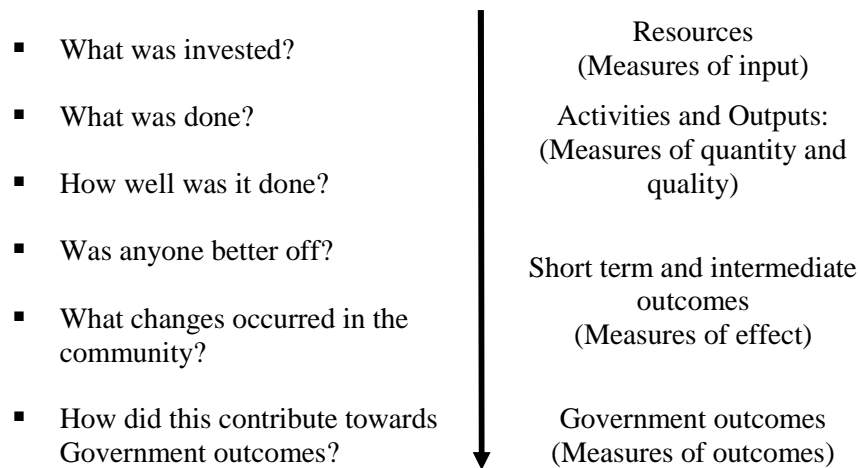 ▪ What was invested?
Resources
(Measures of input)
▪ What was done?
▪ How well was it done?
Activities and Outputs:
(Measures of quantity and
quality)
▪ Was anyone better off?
▪ What changes occurred in the
community?
Short term and intermediate
outcomes
(Measures of effect)
▪ How did this contribute towards
Government outcomes?
Government outcomes
(Measures of outcomes)